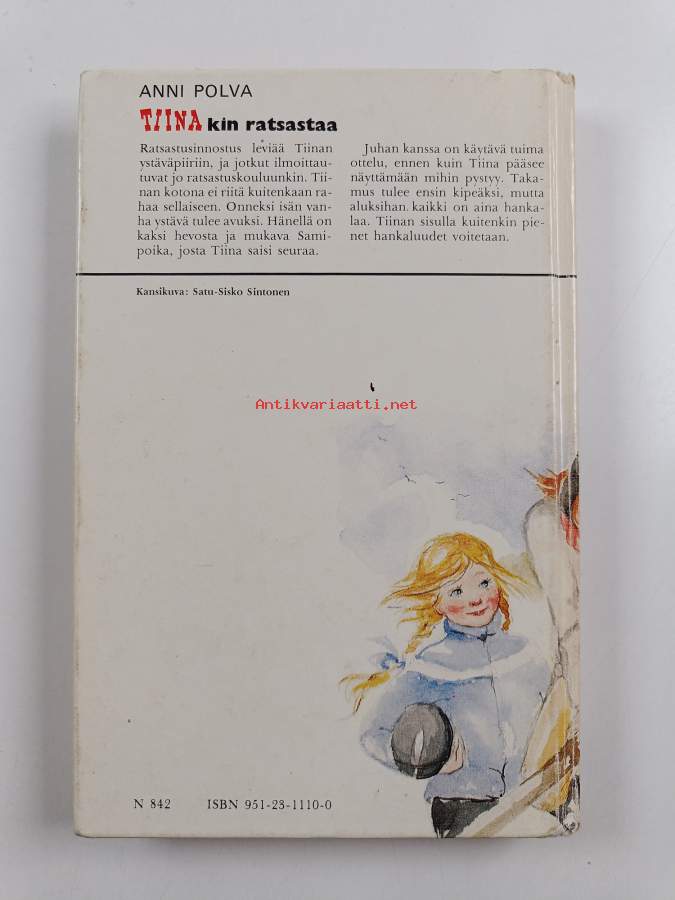 ANNI POLVA
TIINAkin ratsastaa
Ratsastusinnostus leviää Tiinan
ystäväpiiriin, ja jotkut ilmoittau-
tuvat jo ratsastuskouluunkin. Tii-
nan kotona ei riitä kuitenkaan ra-
haa sellaiseen. Onneksi isän van-
ha ystävä tulee avuksi. Hänellä on
kaksi hevosta ja mukava Sami-
poika, josta Tiina saisi seuraa.
Juhan kanssa on käytävä tuima
ottelu, ennen kuin Tiina pääsee
näyttämään mihin pystyy. Taka-
mus tulee ensin kipeäksi, mutta
aluksihan kaikki on aina hanka-
laa. Tiinan sisulla kuitenkin pie-
net hankaluudet voitetaan.
Kansikuva: Satu-Sisko Sintonen
Antikvariaatti.net
N 842 ISBN 951-23-1110-0